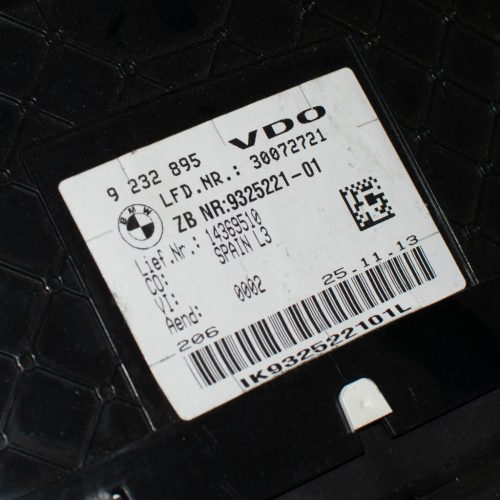 9 232 895 VDO
LFD.NR.: 30072721
BMW
ZB NR:9325221-01
Lief.Nr.: 14369510
CO: SPAIN L3
VI:
Aend: 0002
206 25.11.13
IK932522101L